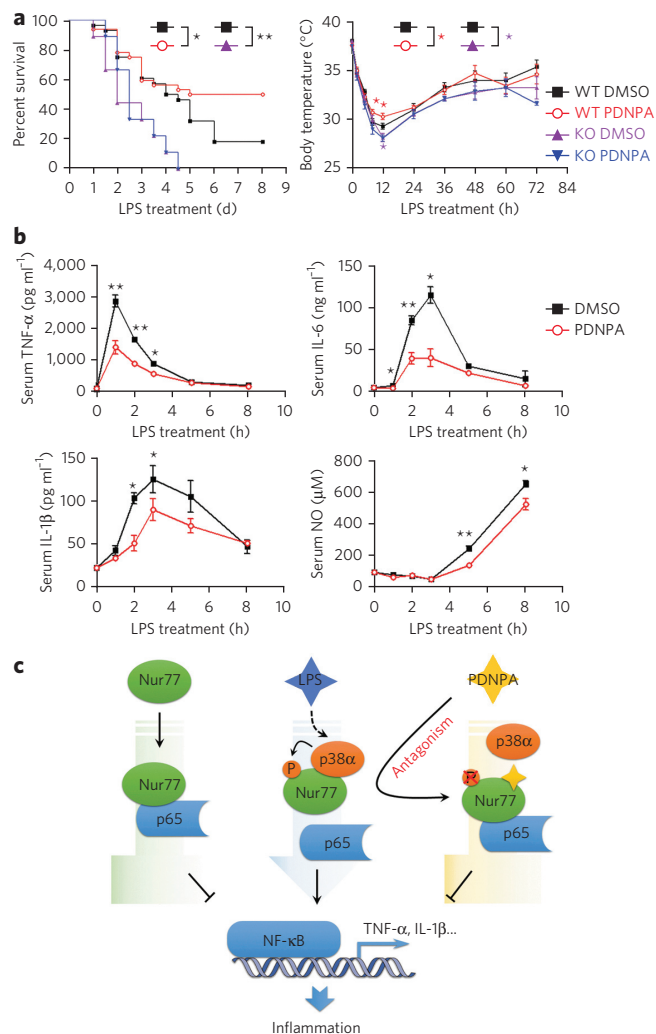 a
Percent survival
100
80
60
40
20
0
0 1 2 3 4 5 6 7 8 9
LPS treatment (d)
*
**
Body temperature (°C)
40
35
30
25
0 12 24 36 48 60 72 84
LPS treatment (h)
*
*
**
*
WT DMSO
WT PDNPA
KO DMSO
KO PDNPA
b
Serum TNF-α (pg ml⁻¹)
4,000
3,000
2,000
1,000
0
0 2 4 6 8 10
LPS treatment (h)
**
**
*
Serum IL-6 (ng ml⁻¹)
150
100
50
0
0 2 4 6 8 10
LPS treatment (h)
*
**
*
DMSO
PDNPA
Serum IL-1β (pg ml⁻¹)
150
100
50
0
0 2 4 6 8 10
LPS treatment (h)
*
*
Serum NO (μM)
800
600
400
200
0
0 2 4 6 8 10
LPS treatment (h)
**
*
c
Nur77
Nur77
p65
LPS
p38α
P
Nur77
p65
PDNPA
Antagonism
p38α
P
Nur77
p65
NF-κB
TNF-α, IL-1β...
Inflammation